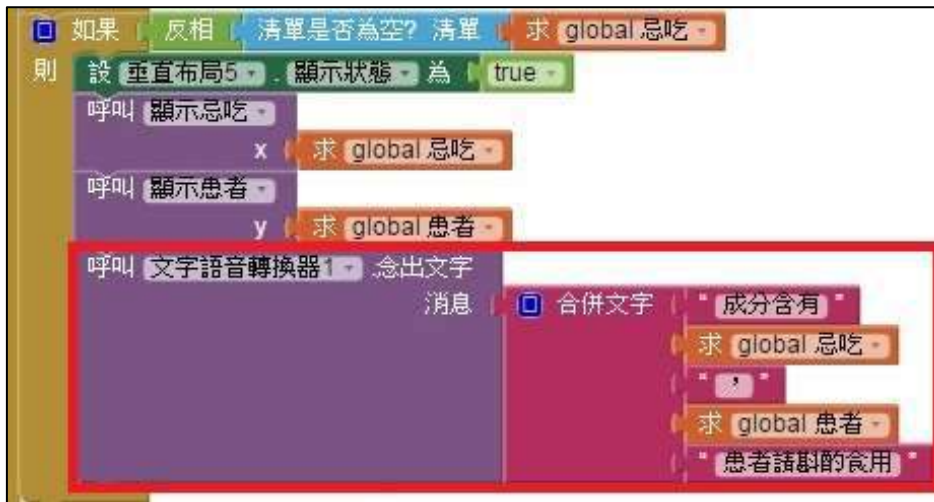 如果 反相 清單是否為空? 清單 求 global 忌吃
則 設 垂直布局5 . 顯示狀態 為 true
呼叫 顯示忌吃
x 求 global 忌吃
呼叫 顯示患者
y 求 global 患者
呼叫 文字語音轉換器1 .念出文字
消息 合併文字 " 成分含有 "
求 global 忌吃
" , "
求 global 患者
" 患者請斟酌食用 "